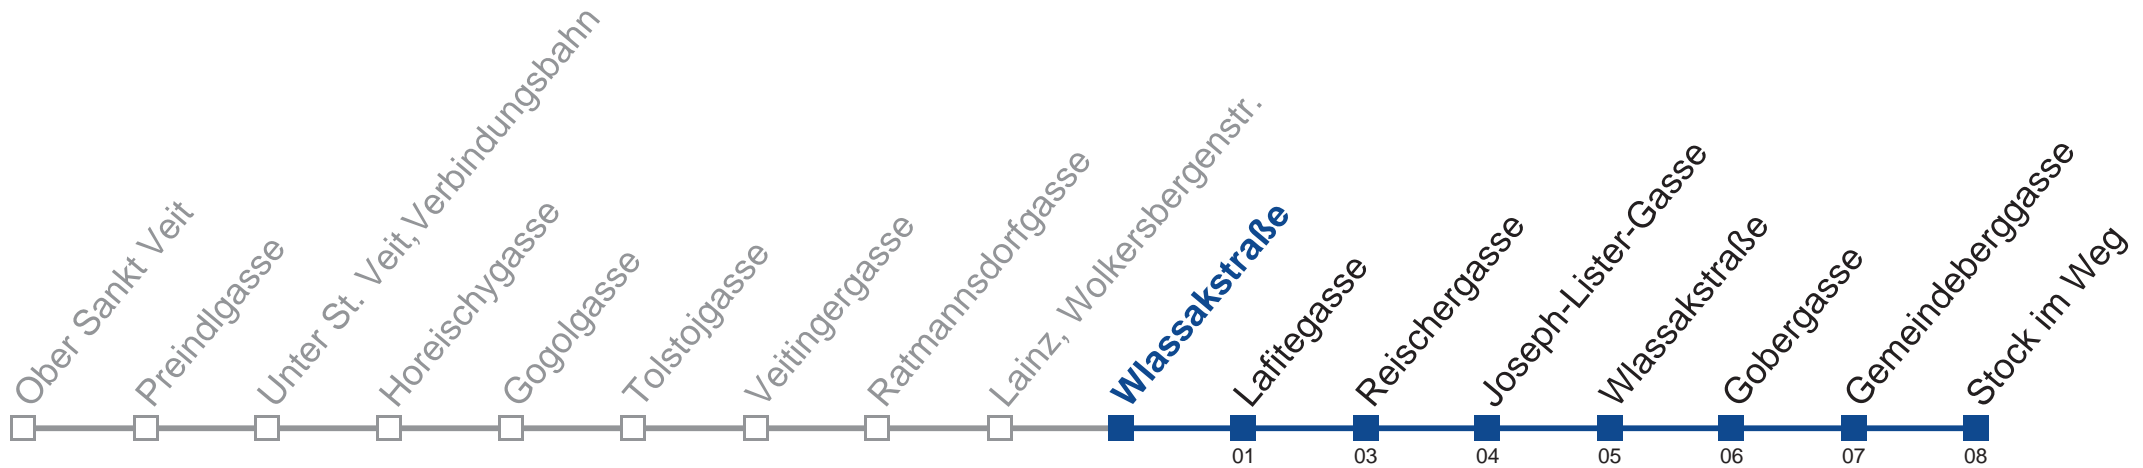 Ober Sankt Veit
Preindlgasse
Unter St. Veit,Verbindungsbahn
Horeischygasse
Gogolgasse
Tolstojgasse
Veitingergasse
Ratmannsdorfgasse
Lainz, Wolkersbergenstr.
Wlassakstraße
Lafitegasse
Reischergasse
Joseph-Lister-Gasse
Wlassakstraße
Gobergasse
Gemeindeberggasse
Stock im Weg
01
03
04
05
06
07
08